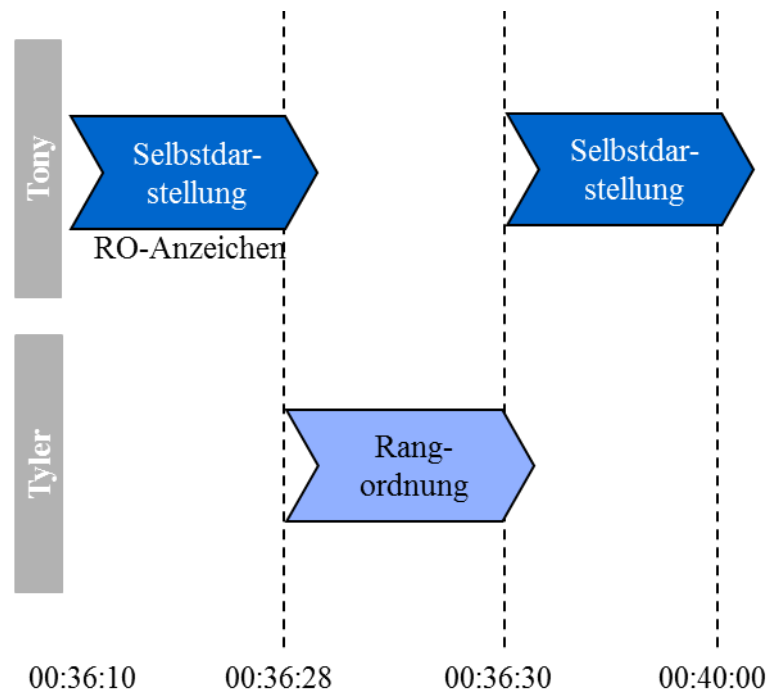 Tony
Selbstdar-
stellung
RO-Anzeichen
Selbstdar-
stellung
Tyler
Rang-
ordnung
00:36:10
00:36:28
00:36:30
00:40:00